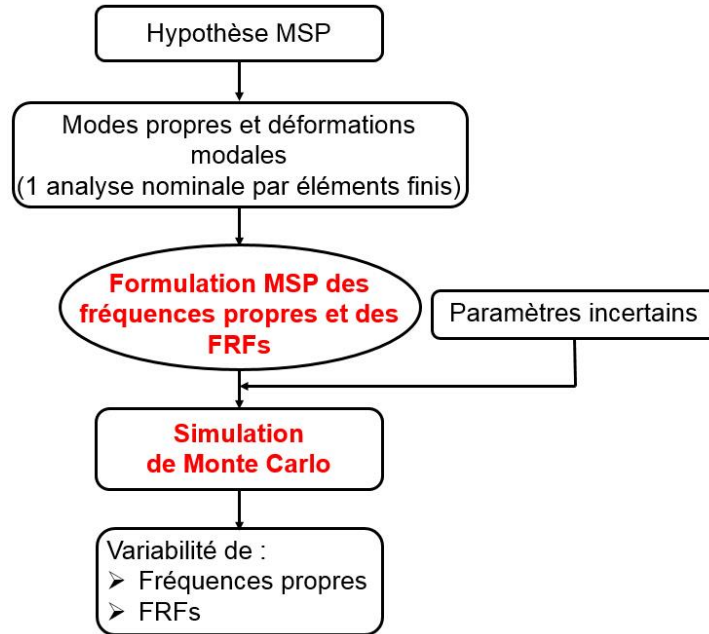 Hypothèse MSP
Modes propres et déformations
modales
(1 analyse nominale par éléments finis)
Formulation MSP des
fréquences propres et des
FRFs
Paramètres incertains
Simulation
de Monte Carlo
Variabilité de :
➢ Fréquences propres
➢ FRFs